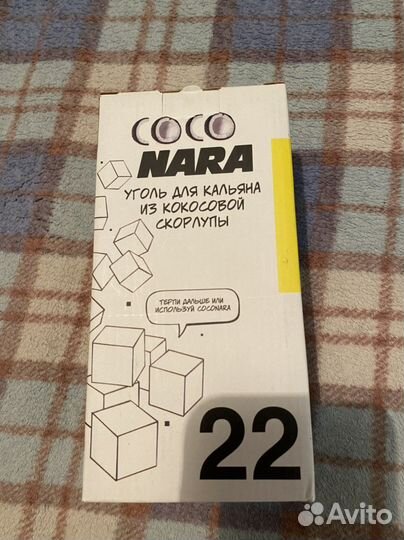 COCO
NARA
УГОЛЬ ДЛЯ КАЛЬЯНА
ИЗ КОКОСОВОЙ
СКОРЛУПЫ
ТЕРПИ ДАЛЬШЕ ИЛИ
ИСПОЛЬЗУЙ COCONARA
22
Avito